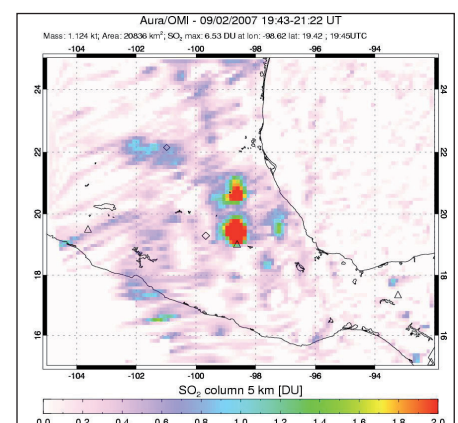 Aura/OMI - 09/02/2007 19:43-21:22 UT
Mass: 1.124 kt; Area: 20836 km²; SO₂ max: 6.53 DU at lon: -98.62 lat: 19.42 ; 19:45UTC
-104 -102 -100 -98 -96 -94
24 24
22 22
20 20
18 18
16 16
-104 -102 -100 -98 -96 -94
SO₂ column 5 km [DU]
0.0 0.2 0.4 0.6 0.8 1.0 1.2 1.4 1.6 1.8 2.0